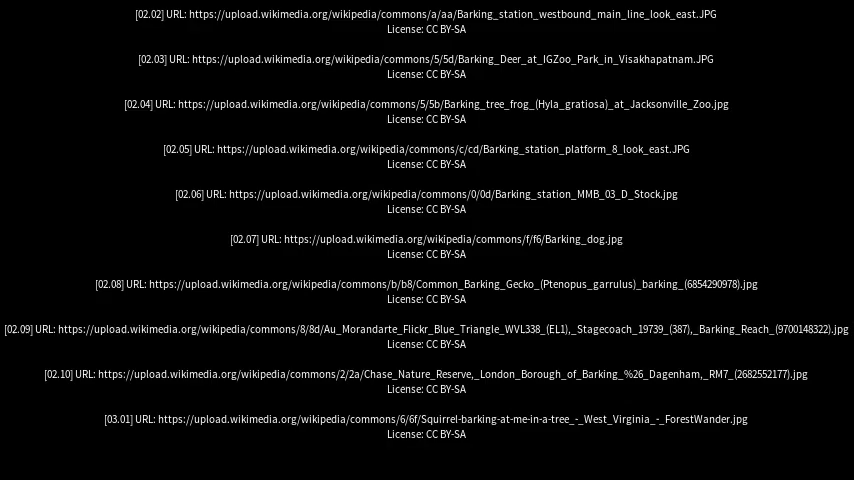 [02.02] URL: https://upload.wikimedia.org/wikipedia/commons/a/aa/Barking_station_westbound_main_line_look_east.JPG
License: CC BY-SA
[02.03] URL: https://upload.wikimedia.org/wikipedia/commons/5/5d/Barking_Deer_at_IGZoo_Park_in_Visakhapatnam.JPG
License: CC BY-SA
[02.04] URL: https://upload.wikimedia.org/wikipedia/commons/5/5b/Barking_tree_frog_(Hyla_gratiosa)_at_Jacksonville_Zoo.jpg
License: CC BY-SA
[02.05] URL: https://upload.wikimedia.org/wikipedia/commons/c/cd/Barking_station_platform_8_look_east.JPG
License: CC BY-SA
[02.06] URL: https://upload.wikimedia.org/wikipedia/commons/0/0d/Barking_station_MMB_03_D_Stock.jpg
License: CC BY-SA
[02.07] URL: https://upload.wikimedia.org/wikipedia/commons/f/f6/Barking_dog.jpg
License: CC BY-SA
[02.08] URL: https://upload.wikimedia.org/wikipedia/commons/b/b8/Common_Barking_Gecko_(Ptenopus_garrulus)_barking_(6854290978).jpg
License: CC BY-SA
[02.09] URL: https://upload.wikimedia.org/wikipedia/commons/8/8d/Au_Morandarte_Flickr_Blue_Triangle_WVL338_(EL1),_Stagecoach_19739_(387),_Barking_Reach_(9700148322).jpg
License: CC BY-SA
[02.10] URL: https://upload.wikimedia.org/wikipedia/commons/2/2a/Chase_Nature_Reserve,_London_Borough_of_Barking_%26_Dagenham,_RM7_(2682552177).jpg
License: CC BY-SA
[03.01] URL: https://upload.wikimedia.org/wikipedia/commons/6/6f/Squirrel-barking-at-me-in-a-tree_-_West_Virginia_-_ForestWander.jpg
License: CC BY-SA